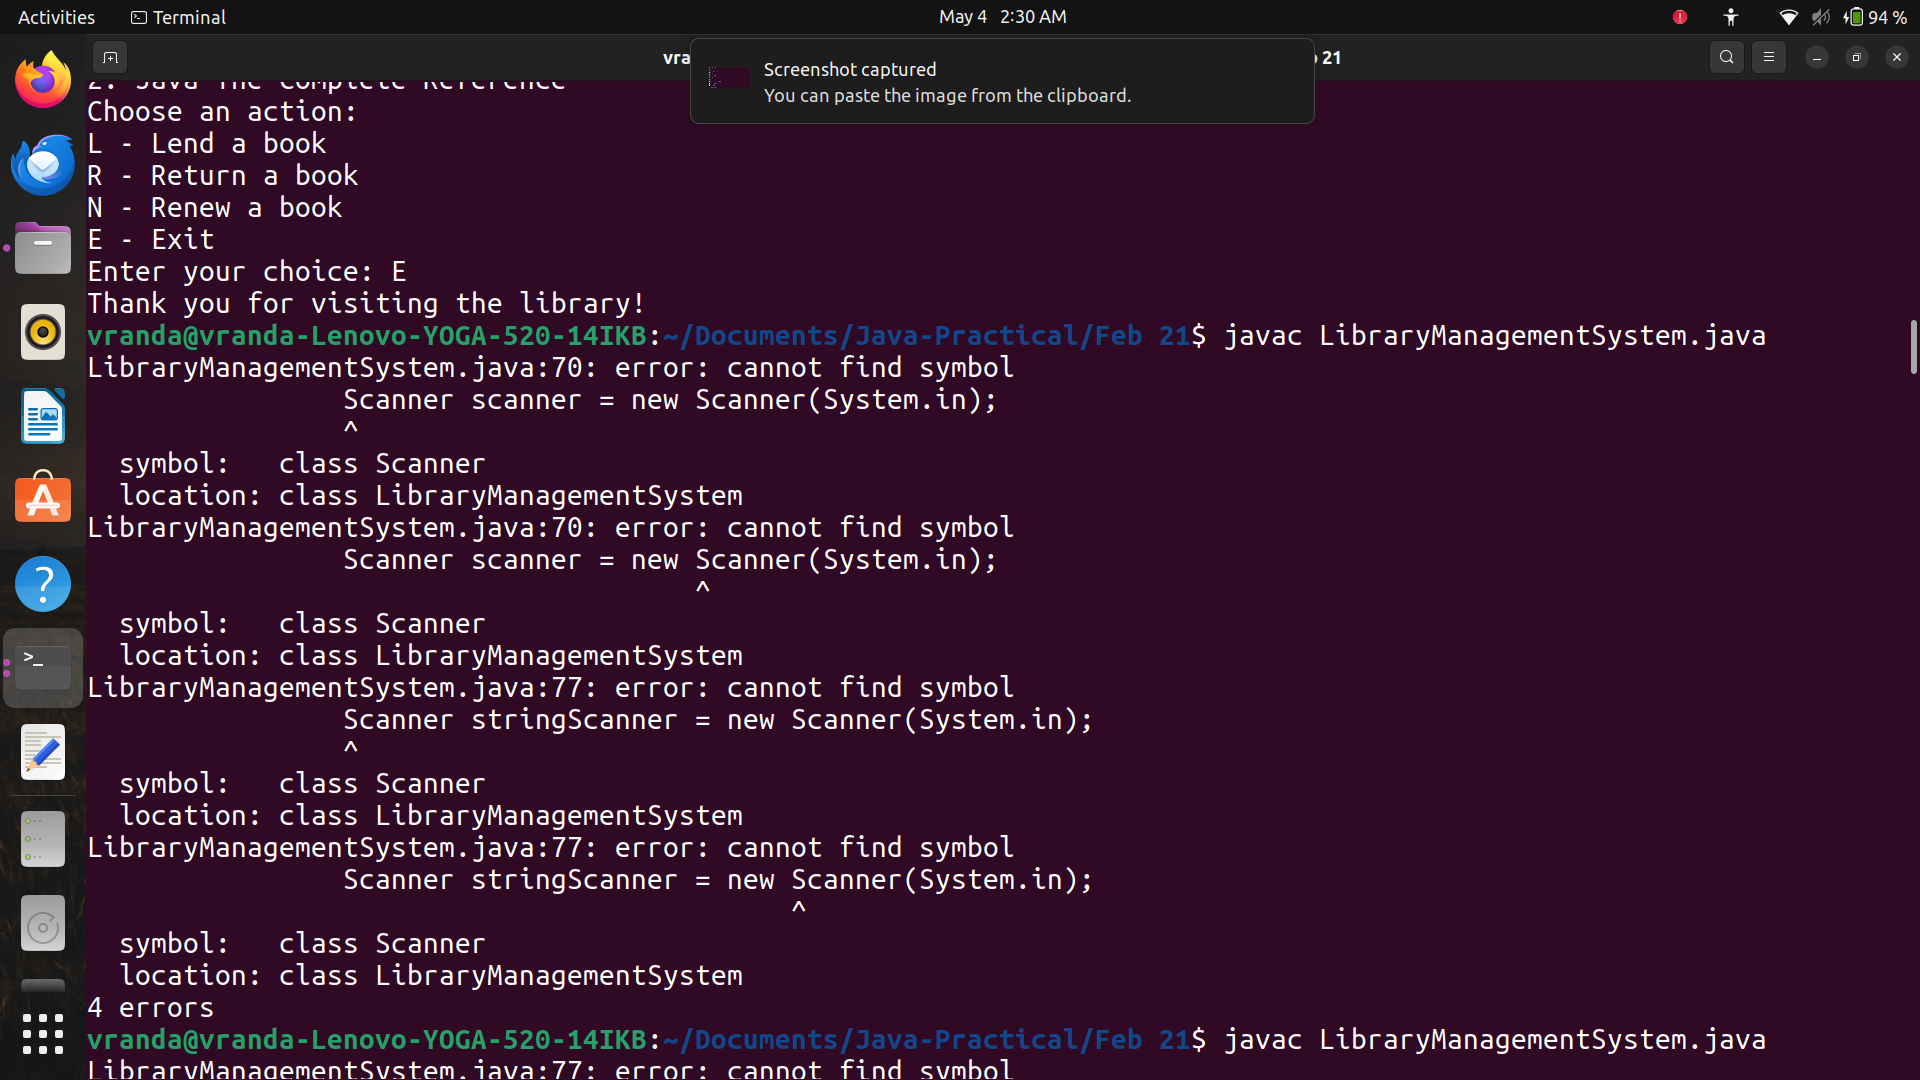 Activities Terminal May 4 2:30 AM 94 %
vra 21
Screenshot captured
You can paste the image from the clipboard.
2. Java The Complete Reference
Choose an action:
L - Lend a book
R - Return a book
N - Renew a book
E - Exit
Enter your choice: E
Thank you for visiting the library!
vranda@vranda-Lenovo-YOGA-520-14IKB:~/Documents/Java-Practical/Feb 21$ javac LibraryManagementSystem.java
LibraryManagementSystem.java:70: error: cannot find symbol
Scanner scanner = new Scanner(System.in);
^
symbol:   class Scanner
location: class LibraryManagementSystem
LibraryManagementSystem.java:70: error: cannot find symbol
Scanner scanner = new Scanner(System.in);
^
symbol:   class Scanner
location: class LibraryManagementSystem
LibraryManagementSystem.java:77: error: cannot find symbol
Scanner stringScanner = new Scanner(System.in);
^
symbol:   class Scanner
location: class LibraryManagementSystem
LibraryManagementSystem.java:77: error: cannot find symbol
Scanner stringScanner = new Scanner(System.in);
^
symbol:   class Scanner
location: class LibraryManagementSystem
4 errors
vranda@vranda-Lenovo-YOGA-520-14IKB:~/Documents/Java-Practical/Feb 21$ javac LibraryManagementSystem.java
LibraryManagementSystem.java:77: error: cannot find symbol